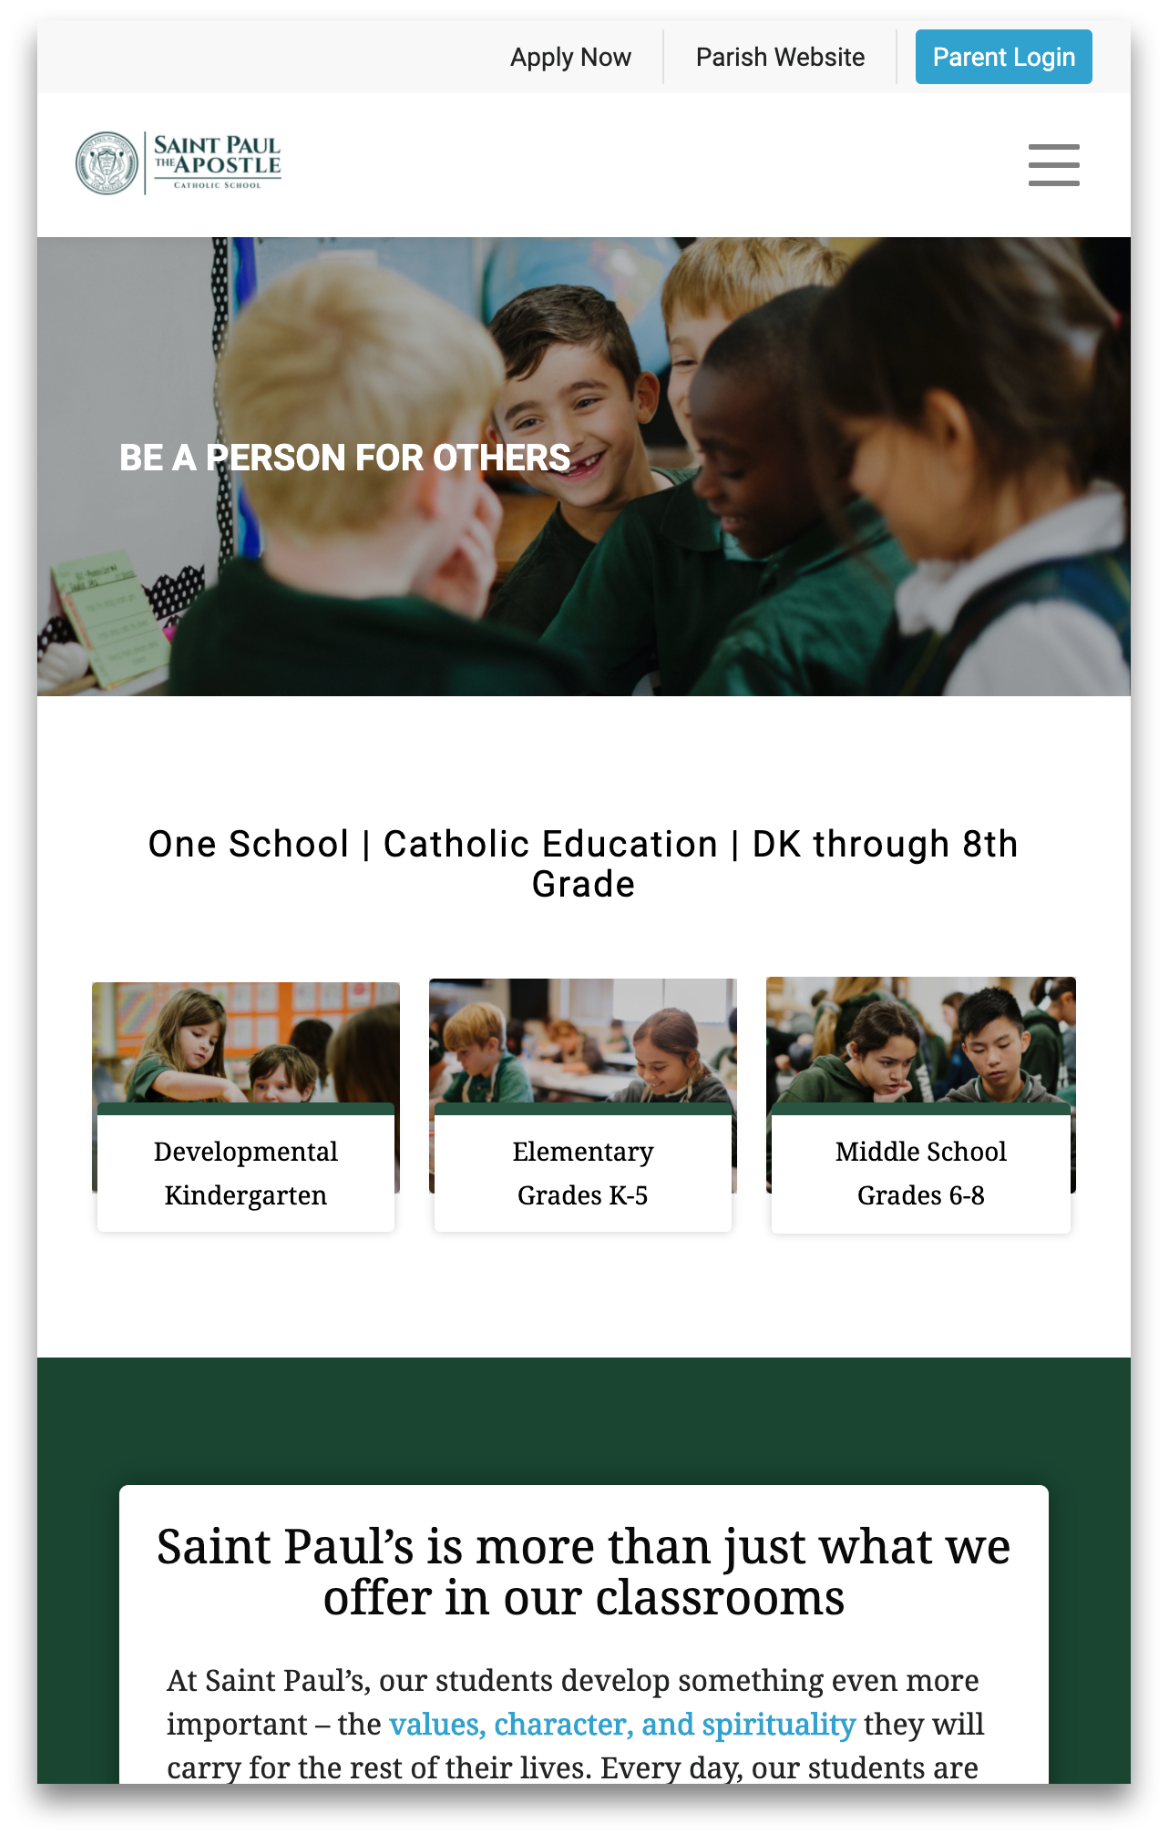 Apply Now
Parish Website
Parent Login
SAINT PAUL
THE APOSTLE
CATHOLIC SCHOOL
BE A PERSON FOR OTHERS
One School | Catholic Education | DK through 8th
Grade
Developmental
Kindergarten
Elementary
Grades K-5
Middle School
Grades 6-8
Saint Paul’s is more than just what we
offer in our classrooms
At Saint Paul’s, our students develop something even more
important – the values, character, and spirituality they will
carry for the rest of their lives. Every day, our students are